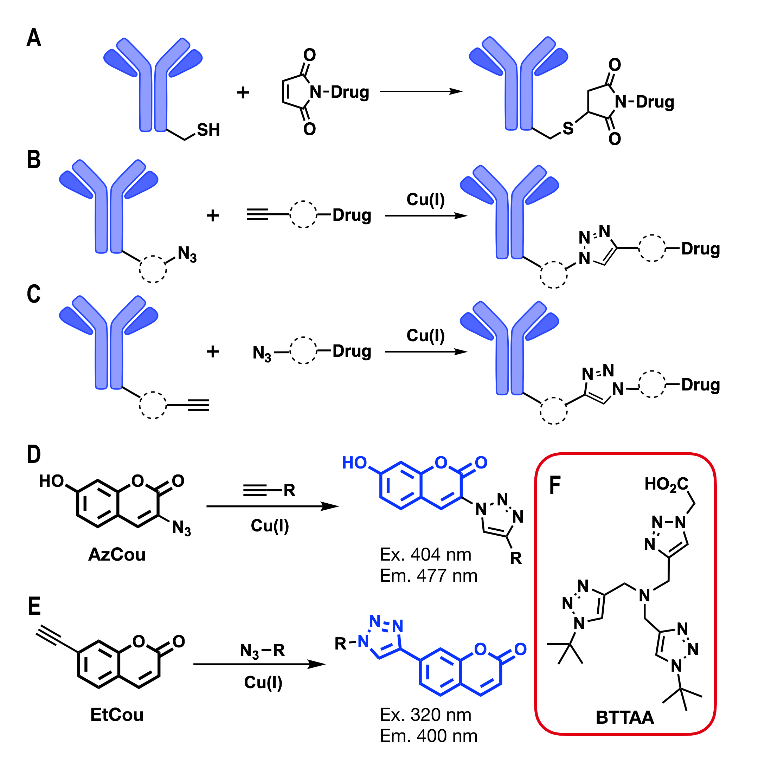 A
SH
+
O
N
O
Drug
S
O
N
O
Drug
B
N₃
+
Drug
Cu(I)
N N
N
Drug
C
+
N₃
Drug
Cu(I)
N N
N
Drug
D
HO
O
O
N₃
AzCou
R
Cu(I)
HO
O
O
N
N
N
R
Ex. 404 nm
Em. 477 nm
E
O
O
EtCou
N₃–R
Cu(I)
R
N
N N
O
O
Ex. 320 nm
Em. 400 nm
F
HO₂C
N
N
N
N
N
N
N
N
N
N
BTTAA